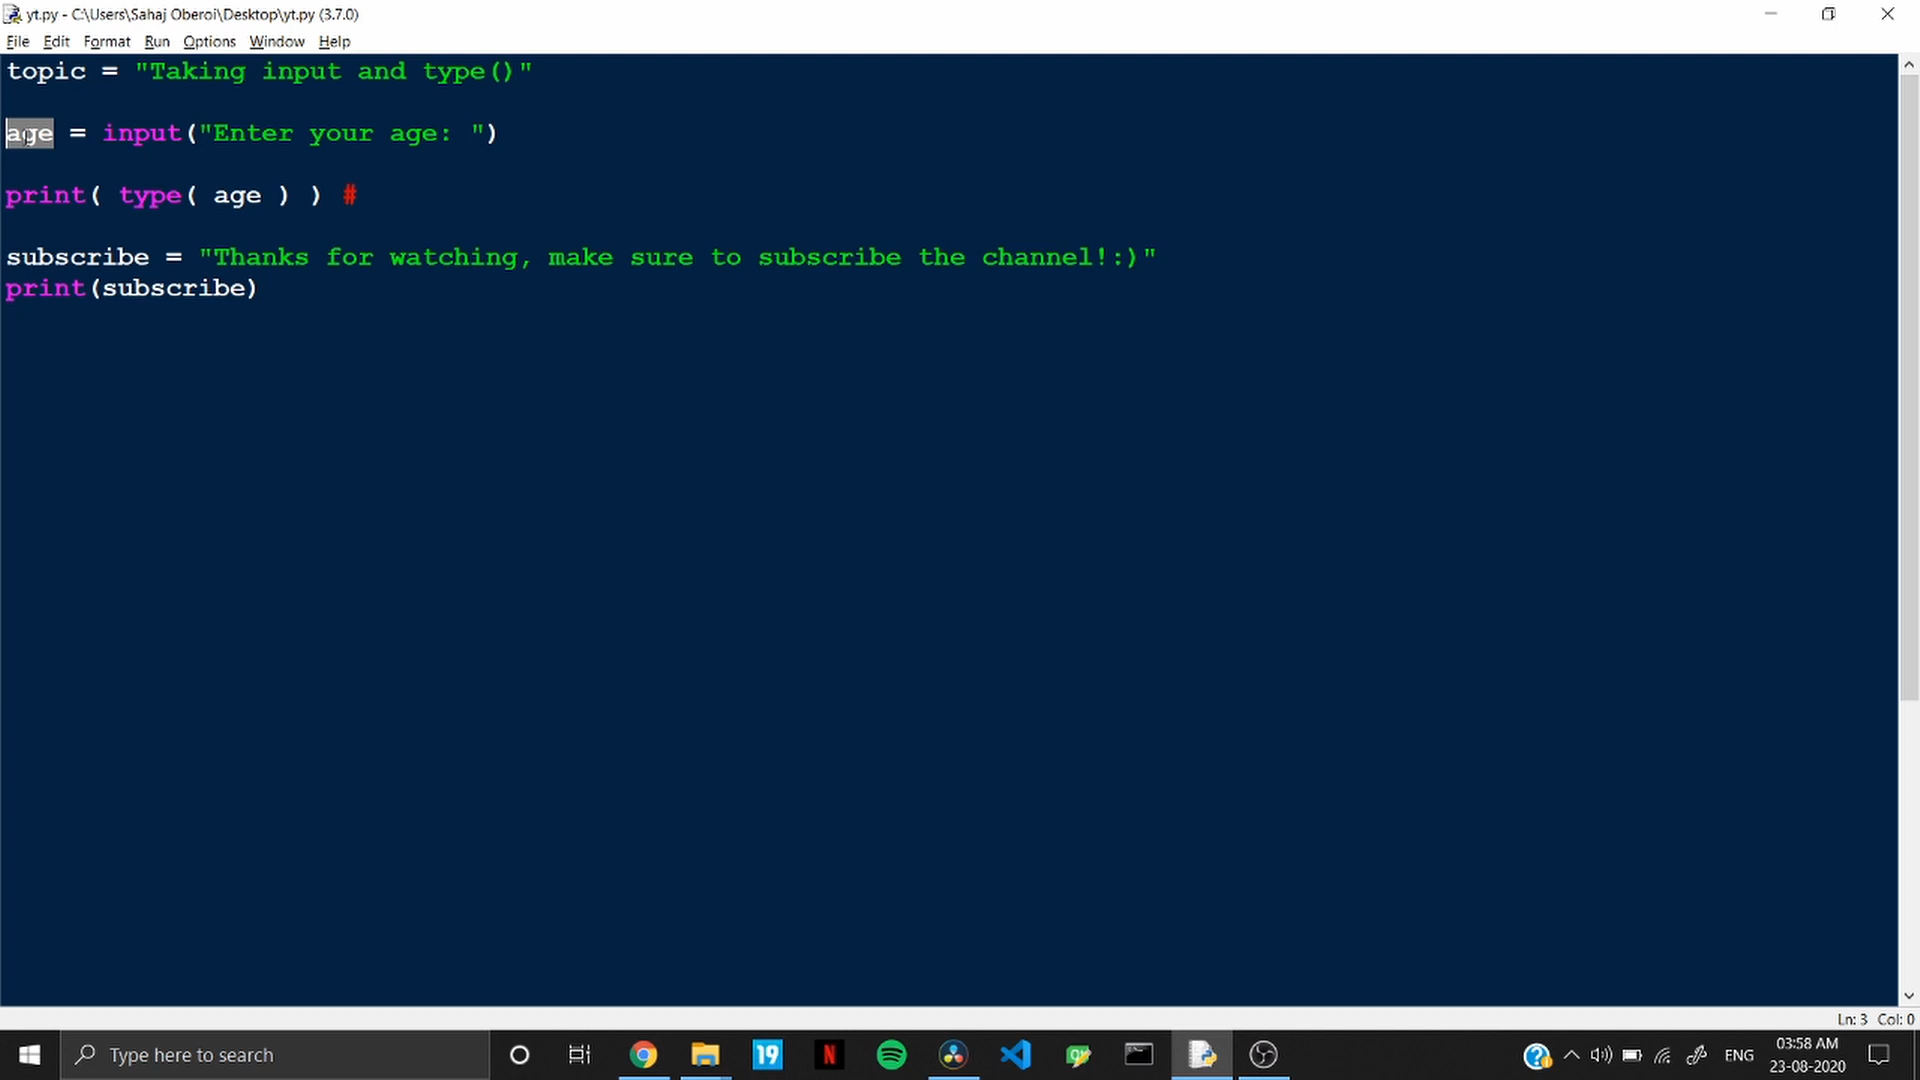 yt.py - C:\Users\Sahaj Oberoi\Desktop\yt.py (3.7.0)
File Edit Format Run Options Window Help
topic = "Taking input and type()"
age = input("Enter your age: ")
print( type( age ) ) #
subscribe = "Thanks for watching, make sure to subscribe the channel!:)"
print(subscribe)
Ln: 3 Col: 0
Type here to search
19
N
ENG
03:58 AM
23-08-2020